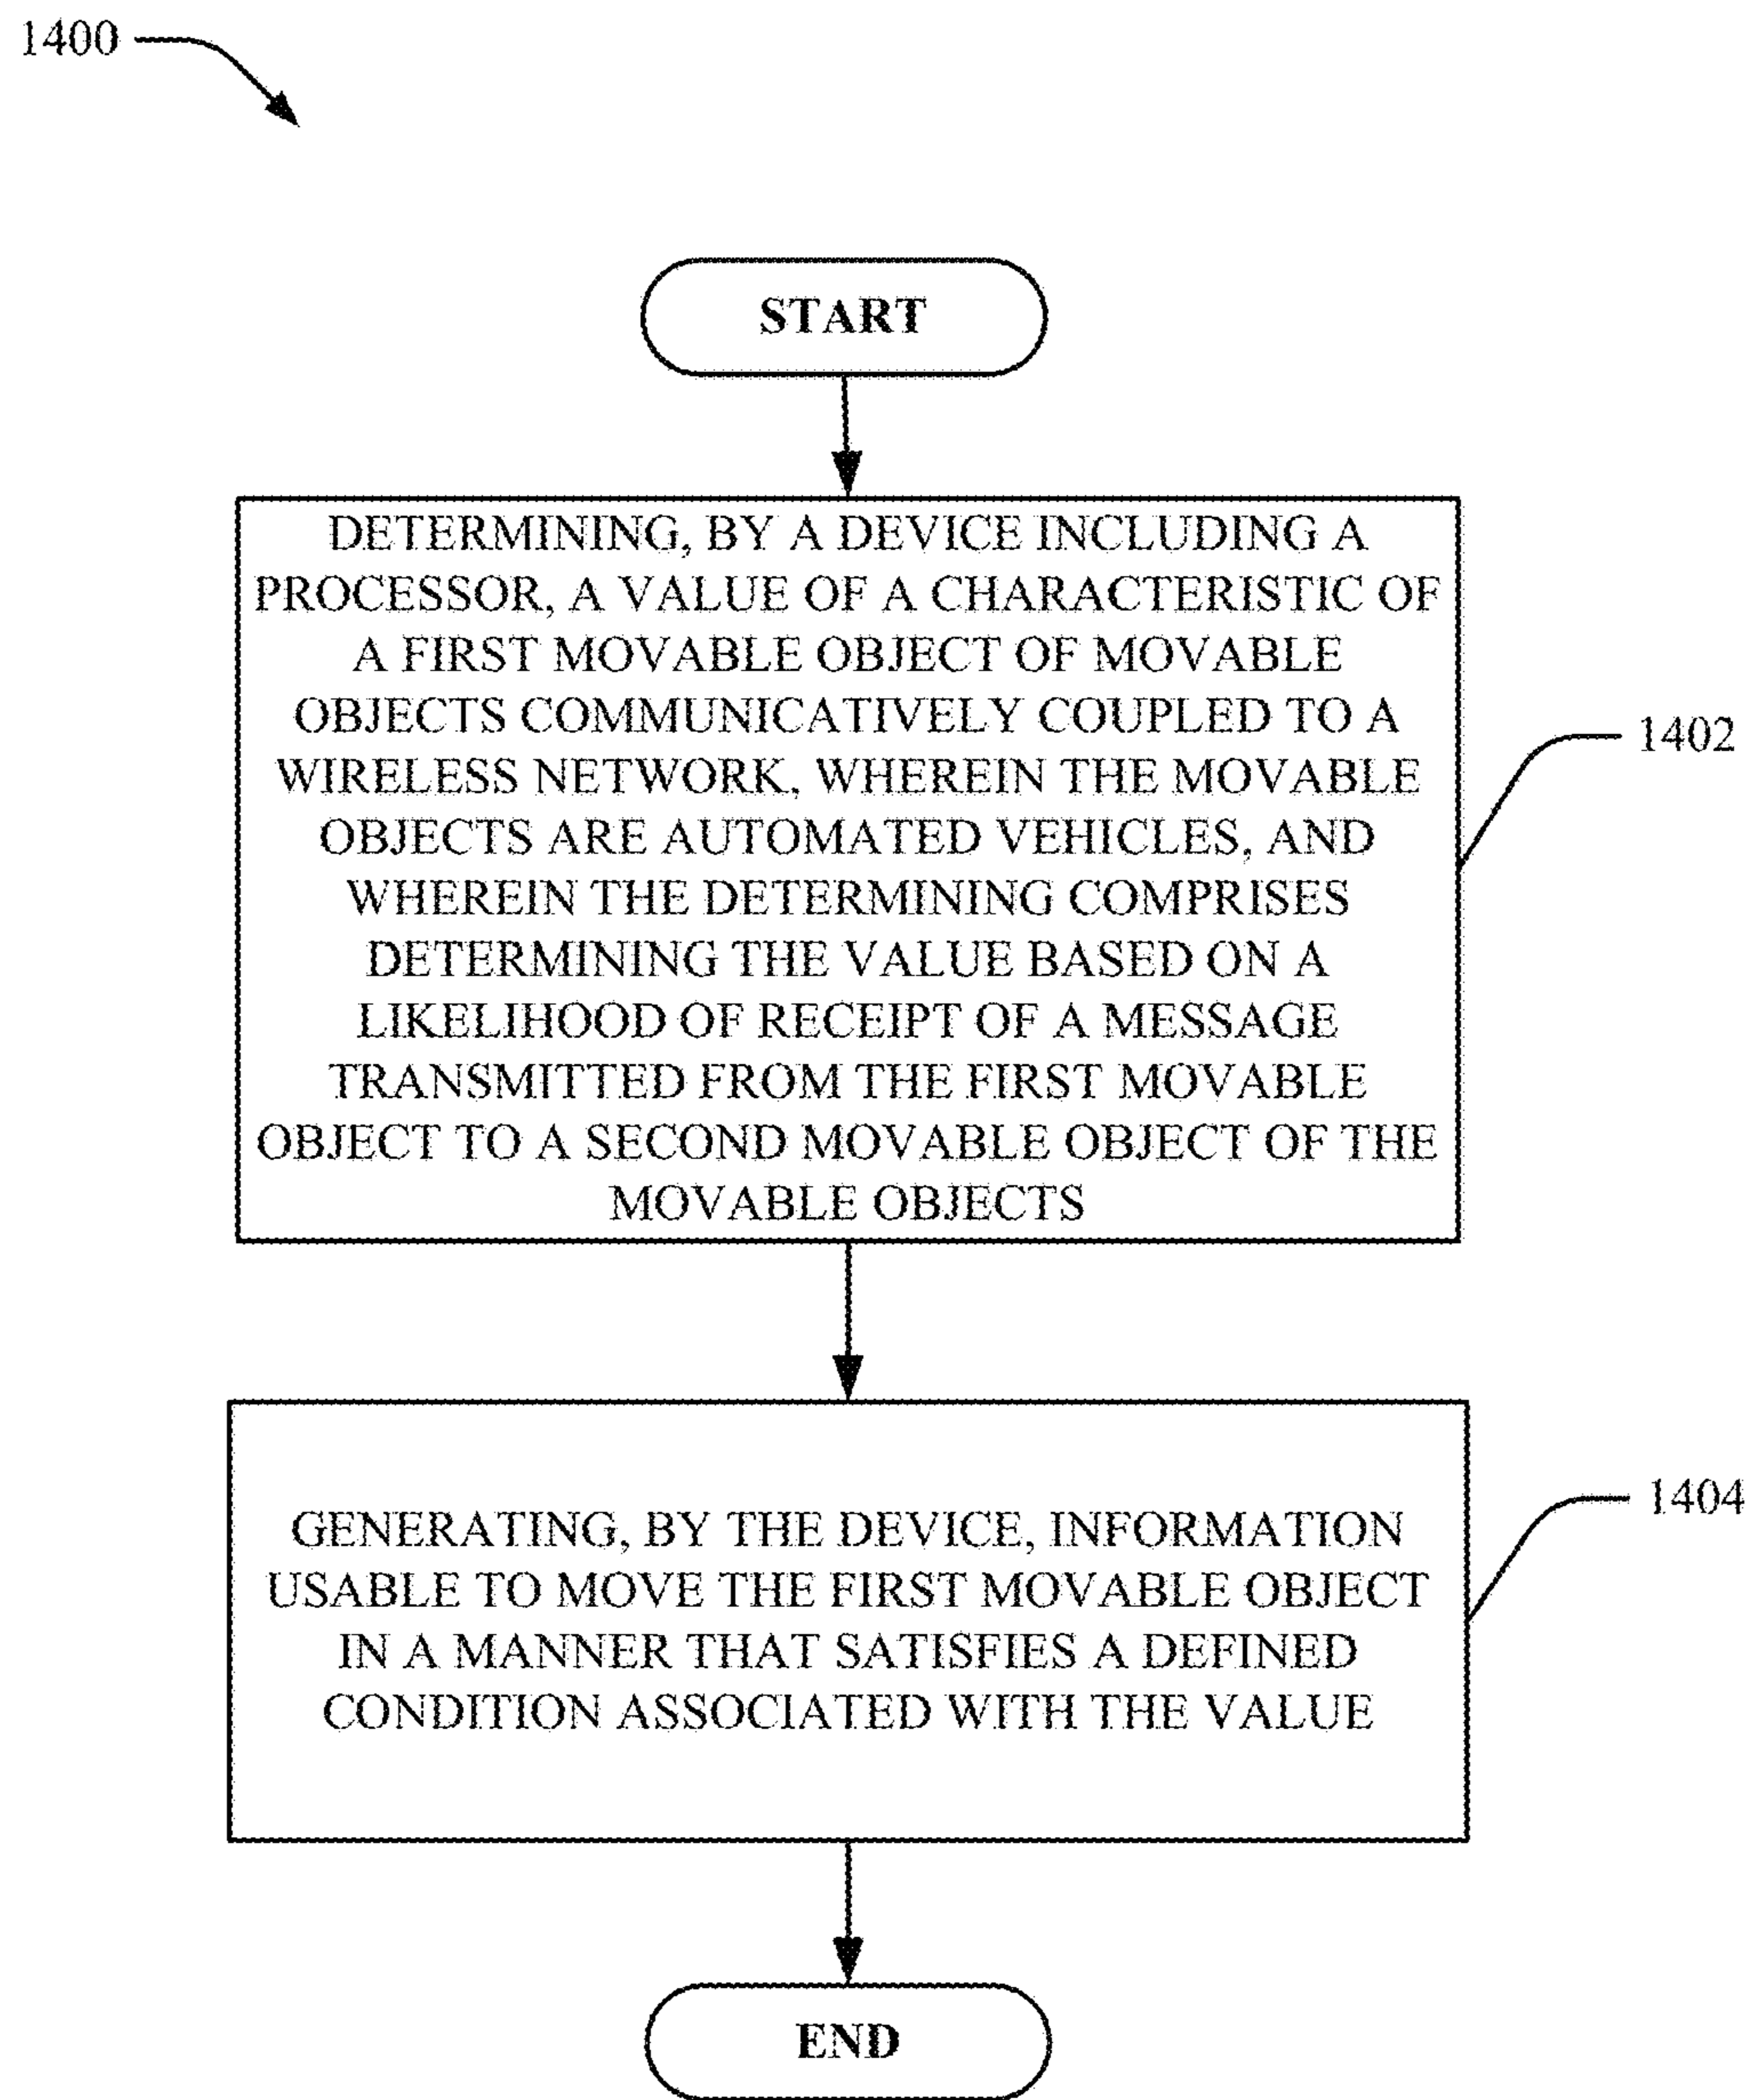 1400
START
DETERMINING, BY A DEVICE INCLUDING A
PROCESSOR, A VALUE OF A CHARACTERISTIC OF
A FIRST MOVABLE OBJECT OF MOVABLE
OBJECTS COMMUNICATIVELY COUPLED TO A
WIRELESS NETWORK, WHEREIN THE MOVABLE
OBJECTS ARE AUTOMATED VEHICLES, AND
WHEREIN THE DETERMINING COMPRISES
DETERMINING THE VALUE BASED ON A
LIKELIHOOD OF RECEIPT OF A MESSAGE
TRANSMITTED FROM THE FIRST MOVABLE
OBJECT TO A SECOND MOVABLE OBJECT OF THE
MOVABLE OBJECTS
1402
GENERATING, BY THE DEVICE, INFORMATION
USABLE TO MOVE THE FIRST MOVABLE OBJECT
IN A MANNER THAT SATISFIES A DEFINED
CONDITION ASSOCIATED WITH THE VALUE
1404
END